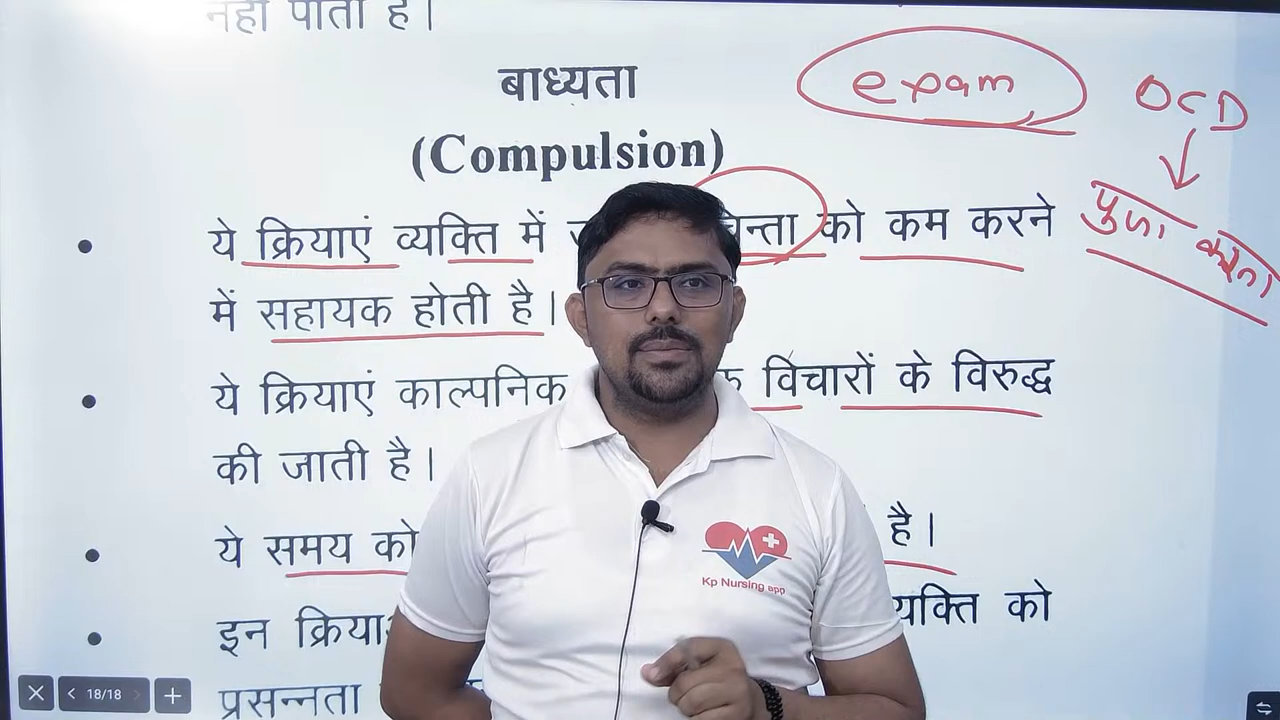 नहीं पाता है।
बाध्यता
(Compulsion)
exam
OCD
पुजा करना
ये क्रियाएं व्यक्ति में चिन्ता को कम करने
में सहायक होती है।
ये क्रियाएं काल्पनिक विचारों के विरुद्ध
की जाती है।
ये समय को है।
इन व्यक्ति को
प्रसन्नता
Kp Nursing app
18/18